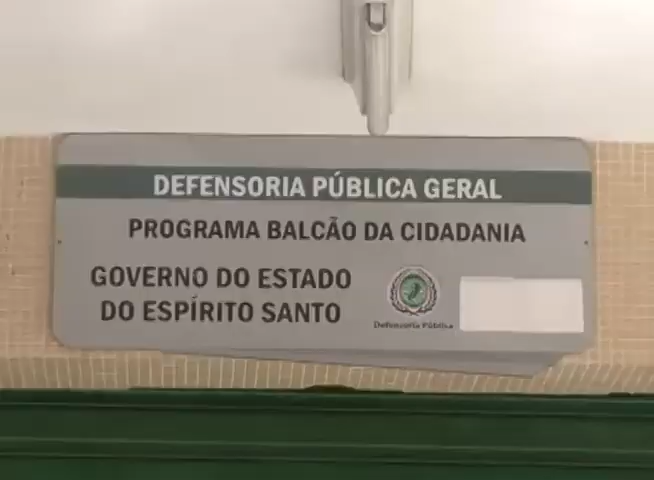 DEFENSORIA PÚBLICA GERAL
PROGRAMA BALCÃO DA CIDADANIA
GOVERNO DO ESTADO
DO ESPÍRITO SANTO
Defensoria Pública